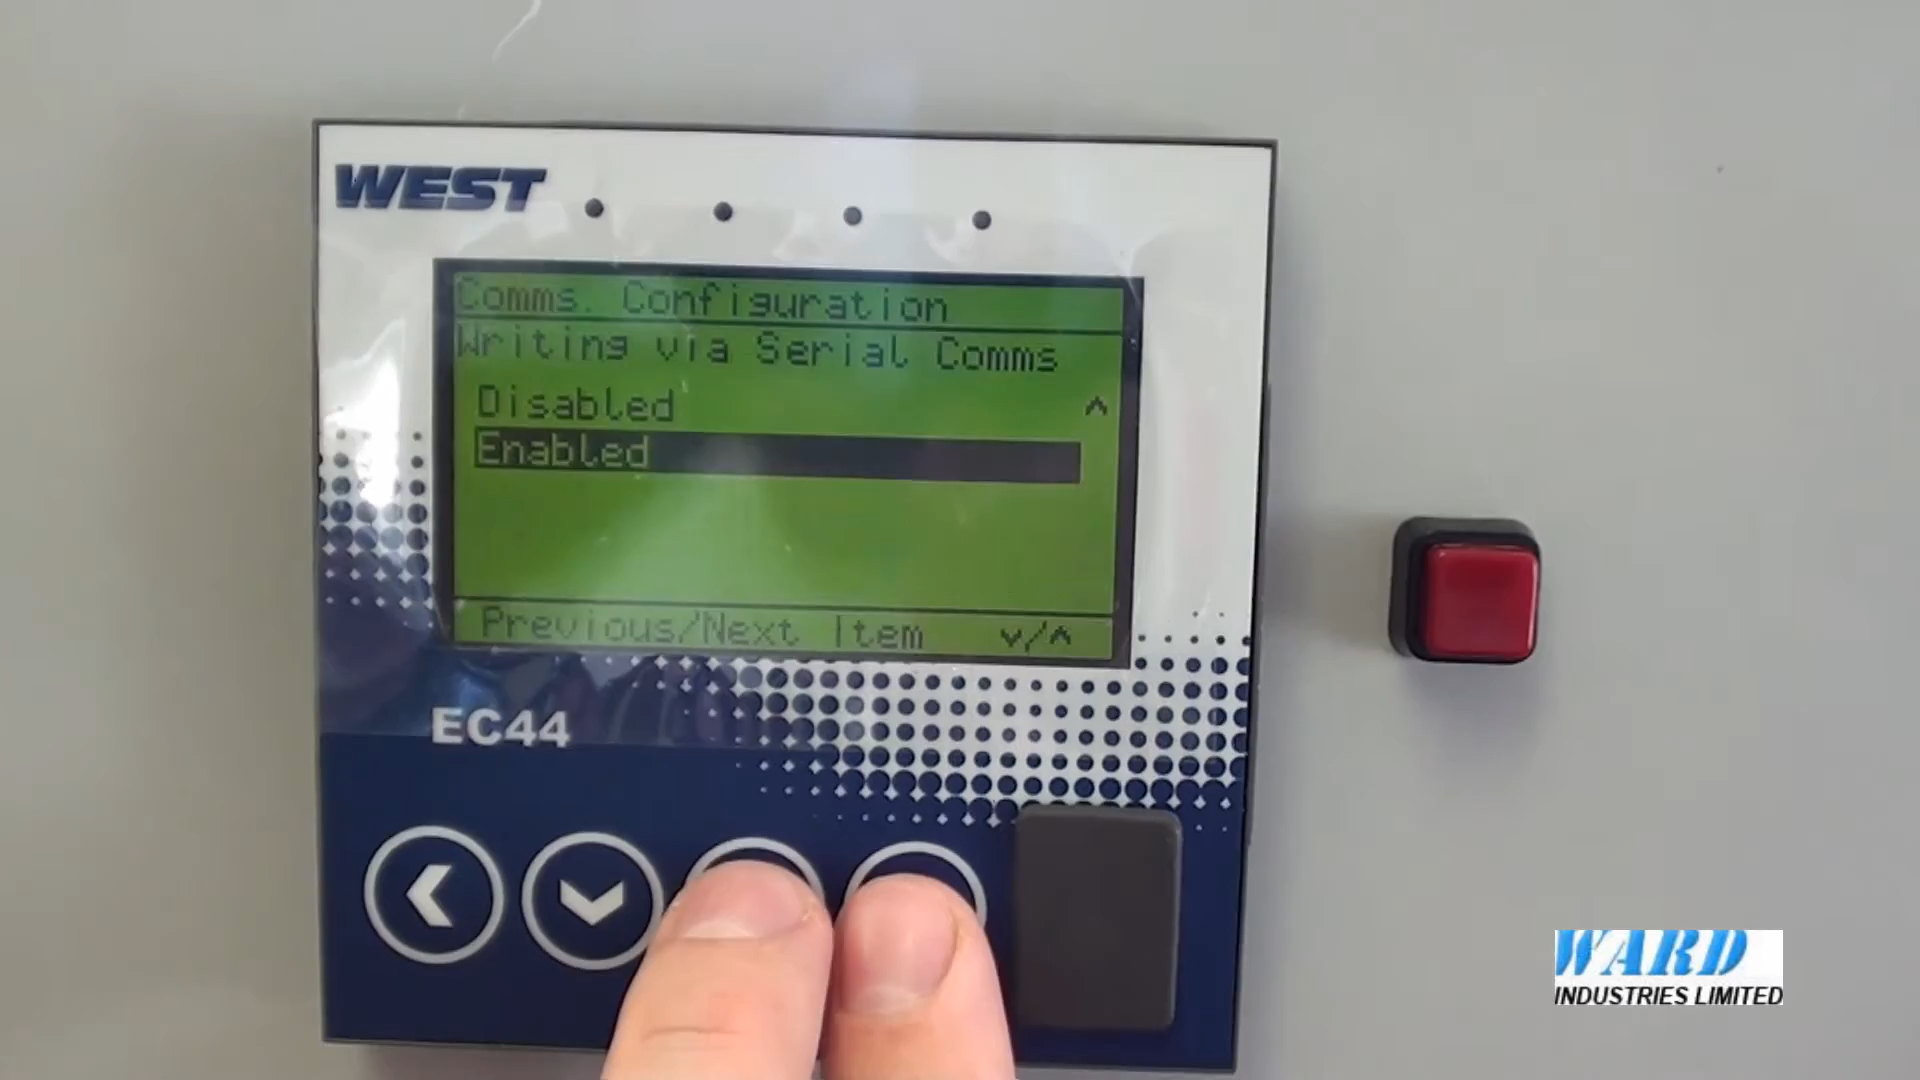 WEST
Comms. Configuration
Writing via Serial Comms
Disabled ^
Enabled
Previous/Next Item v/^
EC44
WARD
INDUSTRIES LIMITED